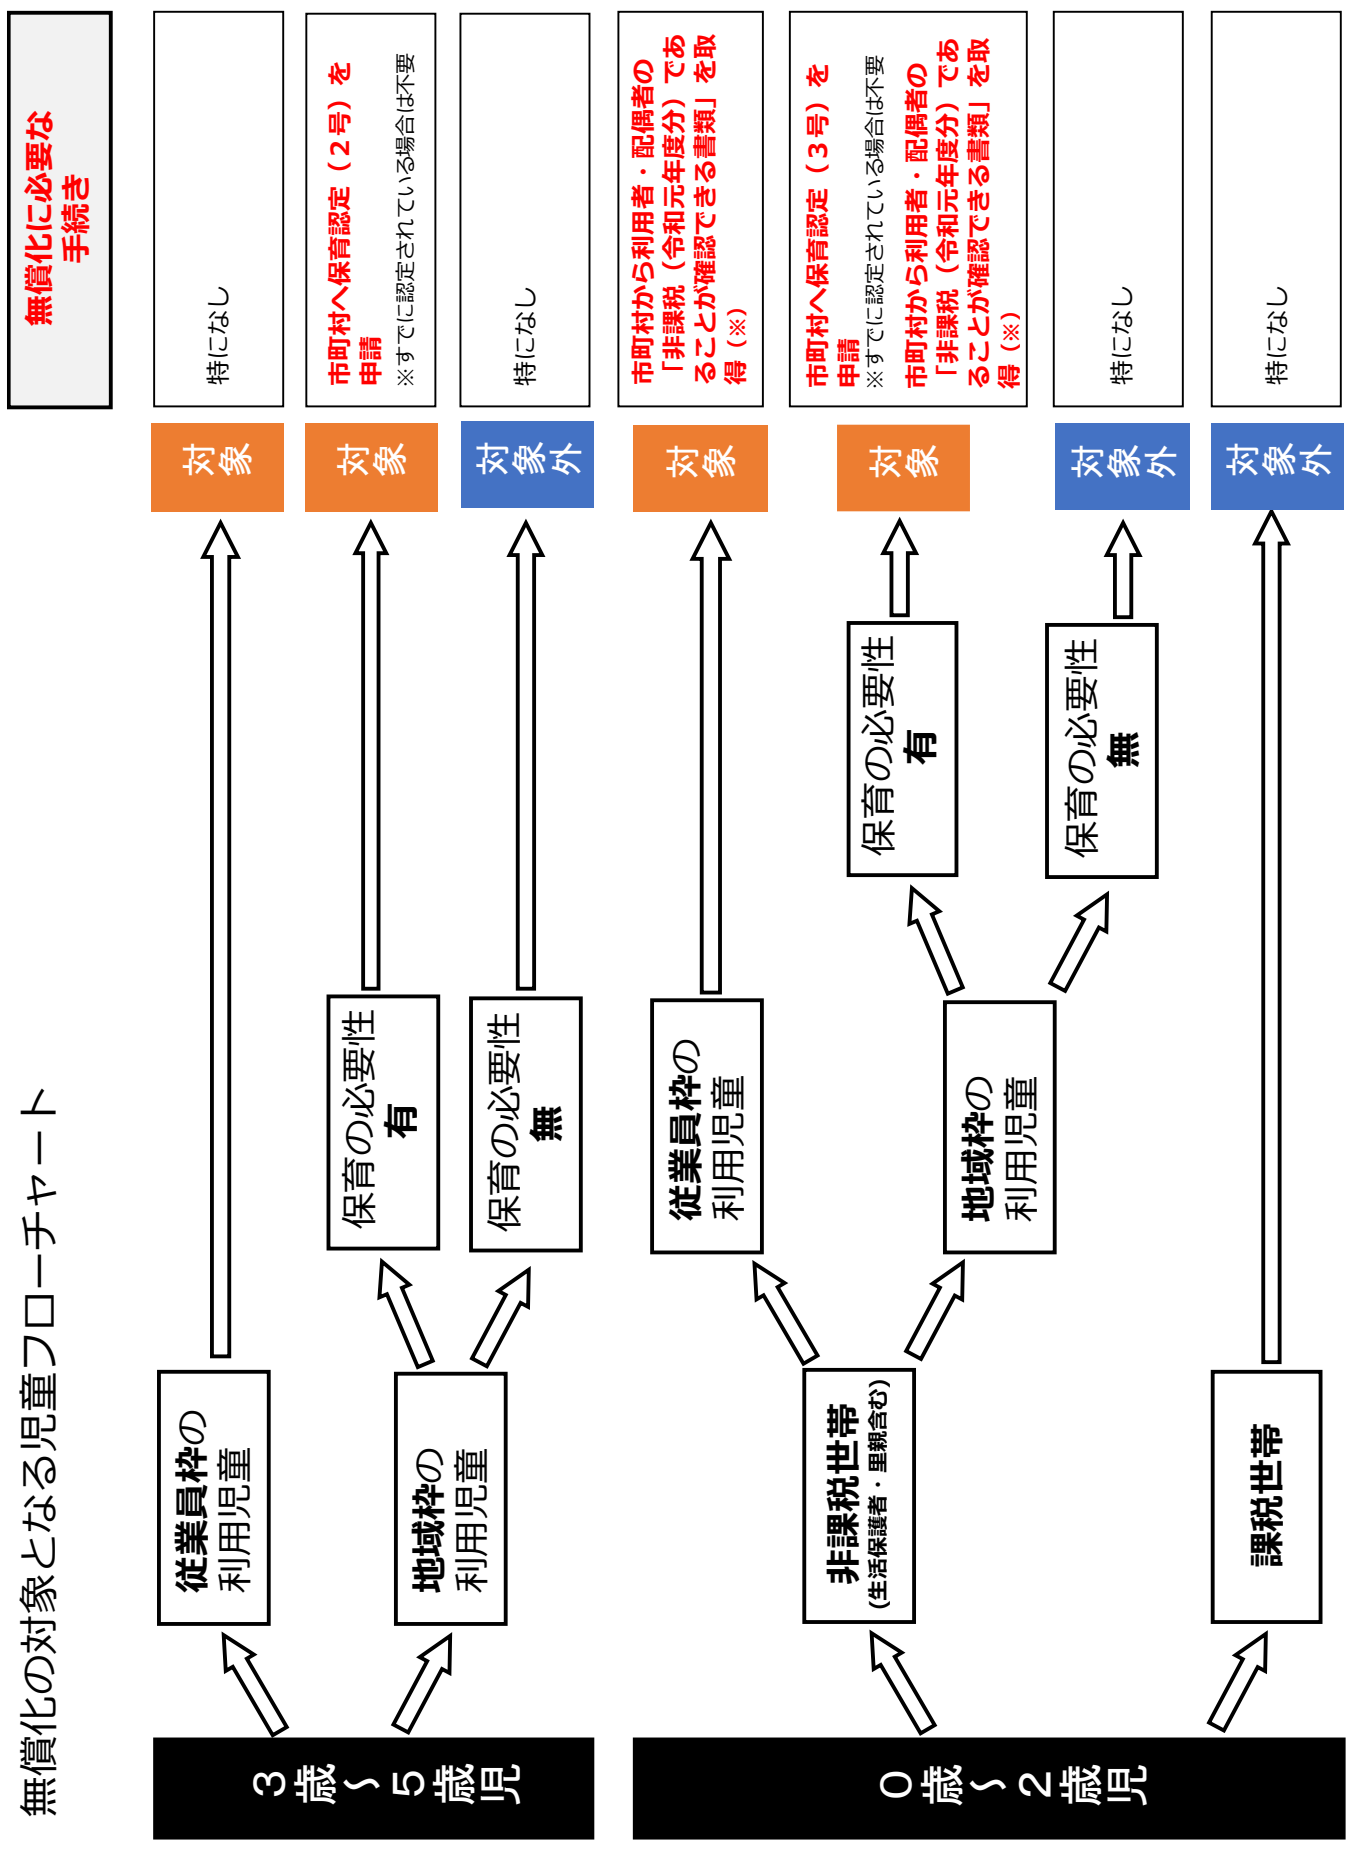 無償化の対象となる児童フローチャート
無償化に必要な
手続き
3歳～5歳児
従業員枠の
利用児童
対象
特になし
地域枠の
利用児童
保育の必要性
有
対象
市町村へ保育認定（２号）を
申請
※すでに認定されている場合は不要
保育の必要性
無
対象外
特になし
0歳～2歳児
非課税世帯
(生活保護者・里親含む)
従業員枠の
利用児童
対象
市町村から利用者・配偶者の
「非課税（令和元年度分）であ
ることが確認できる書類」を取
得（※）
地域枠の
利用児童
保育の必要性
有
対象
市町村へ保育認定（３号）を
申請
※すでに認定されている場合は不要
市町村から利用者・配偶者の
「非課税（令和元年度分）であ
ることが確認できる書類」を取
得（※）
保育の必要性
無
対象外
特になし
課税世帯
対象外
特になし